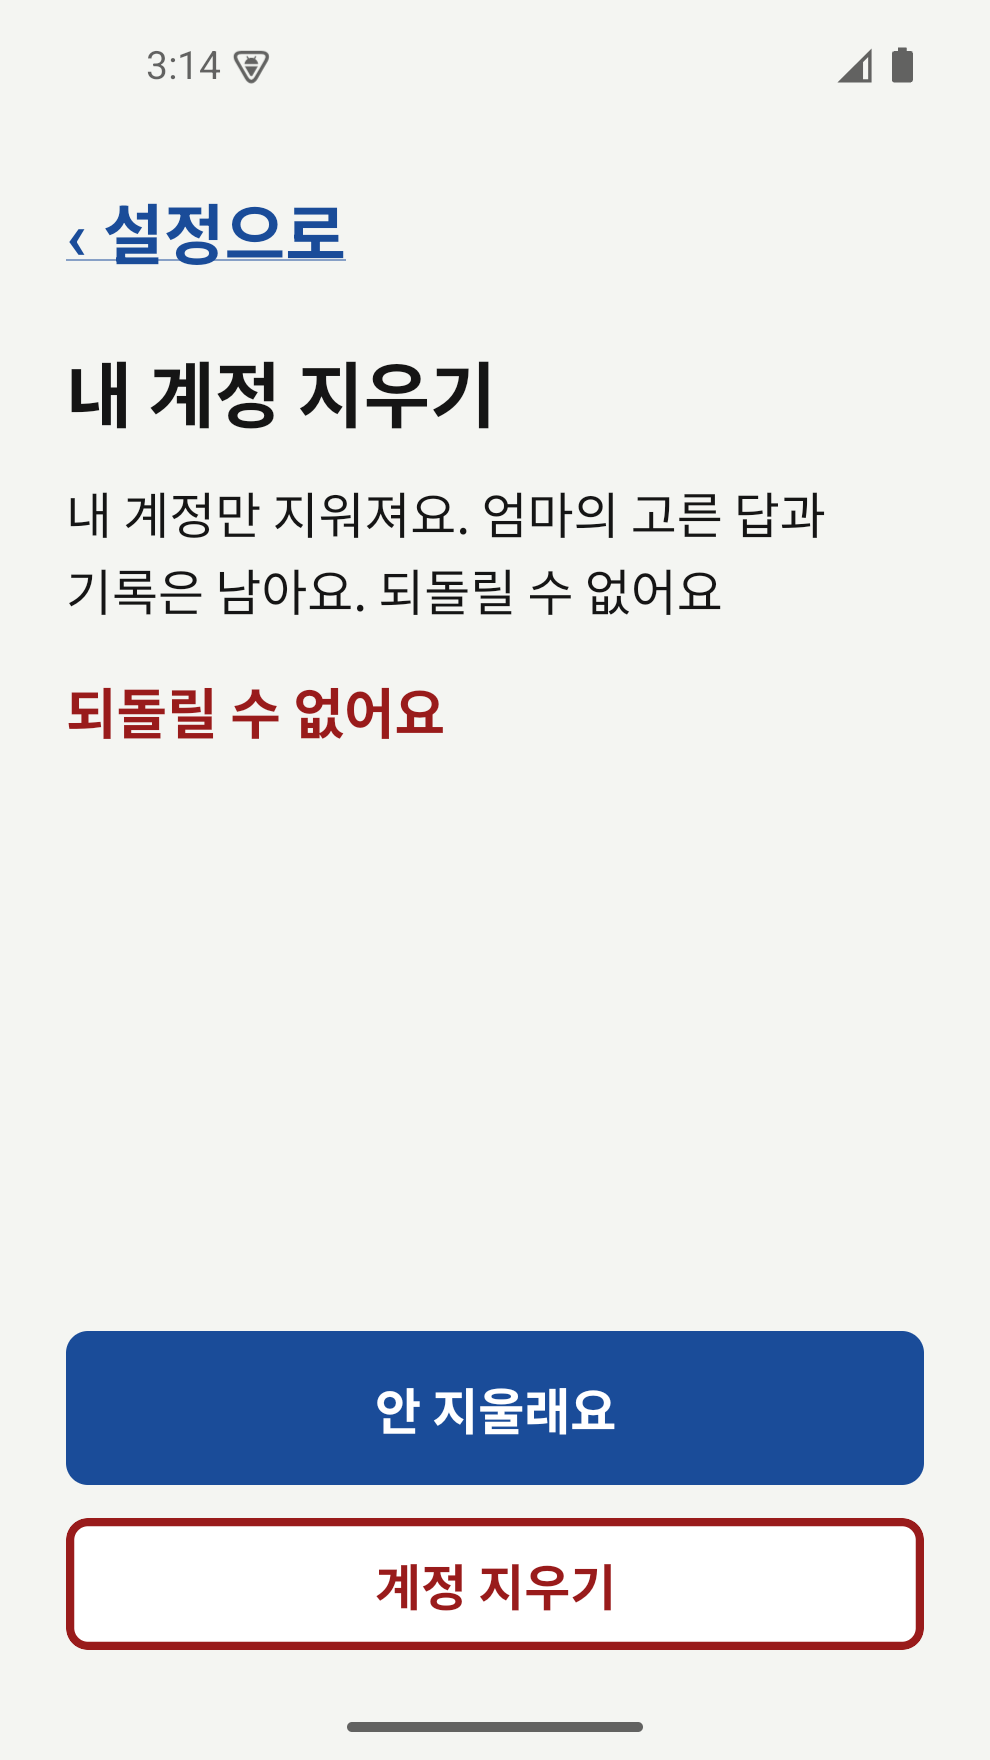 3:14
‹ 설정으로
내 계정 지우기
내 계정만 지워져요. 엄마의 고른 답과
기록은 남아요. 되돌릴 수 없어요
되돌릴 수 없어요
안 지울래요
계정 지우기